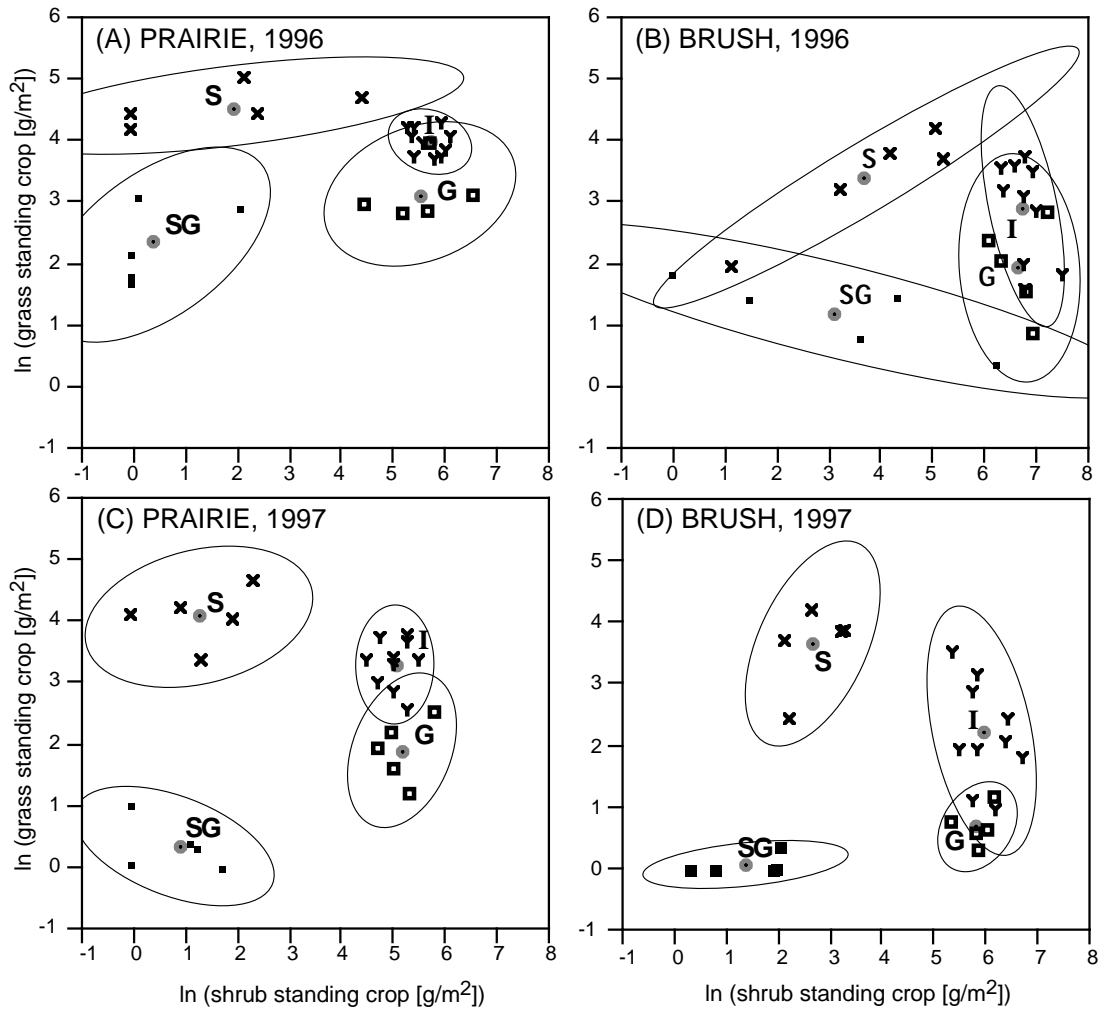 (A) PRAIRIE, 1996
(B) BRUSH, 1996
ln (grass standing crop [g/m2])
6
5
4
3
2
1
0
-1
S
I
G
SG
-1 0 1 2 3 4 5 6 7 8
6
5
4
3
2
1
0
-1
S
I
G
SG
-1 0 1 2 3 4 5 6 7 8
(C) PRAIRIE, 1997
(D) BRUSH, 1997
ln (grass standing crop [g/m2])
6
5
4
3
2
1
0
-1
S
I
G
SG
-1 0 1 2 3 4 5 6 7 8
6
5
4
3
2
1
0
-1
S
I
G
SG
-1 0 1 2 3 4 5 6 7 8
ln (shrub standing crop [g/m2])
ln (shrub standing crop [g/m2])